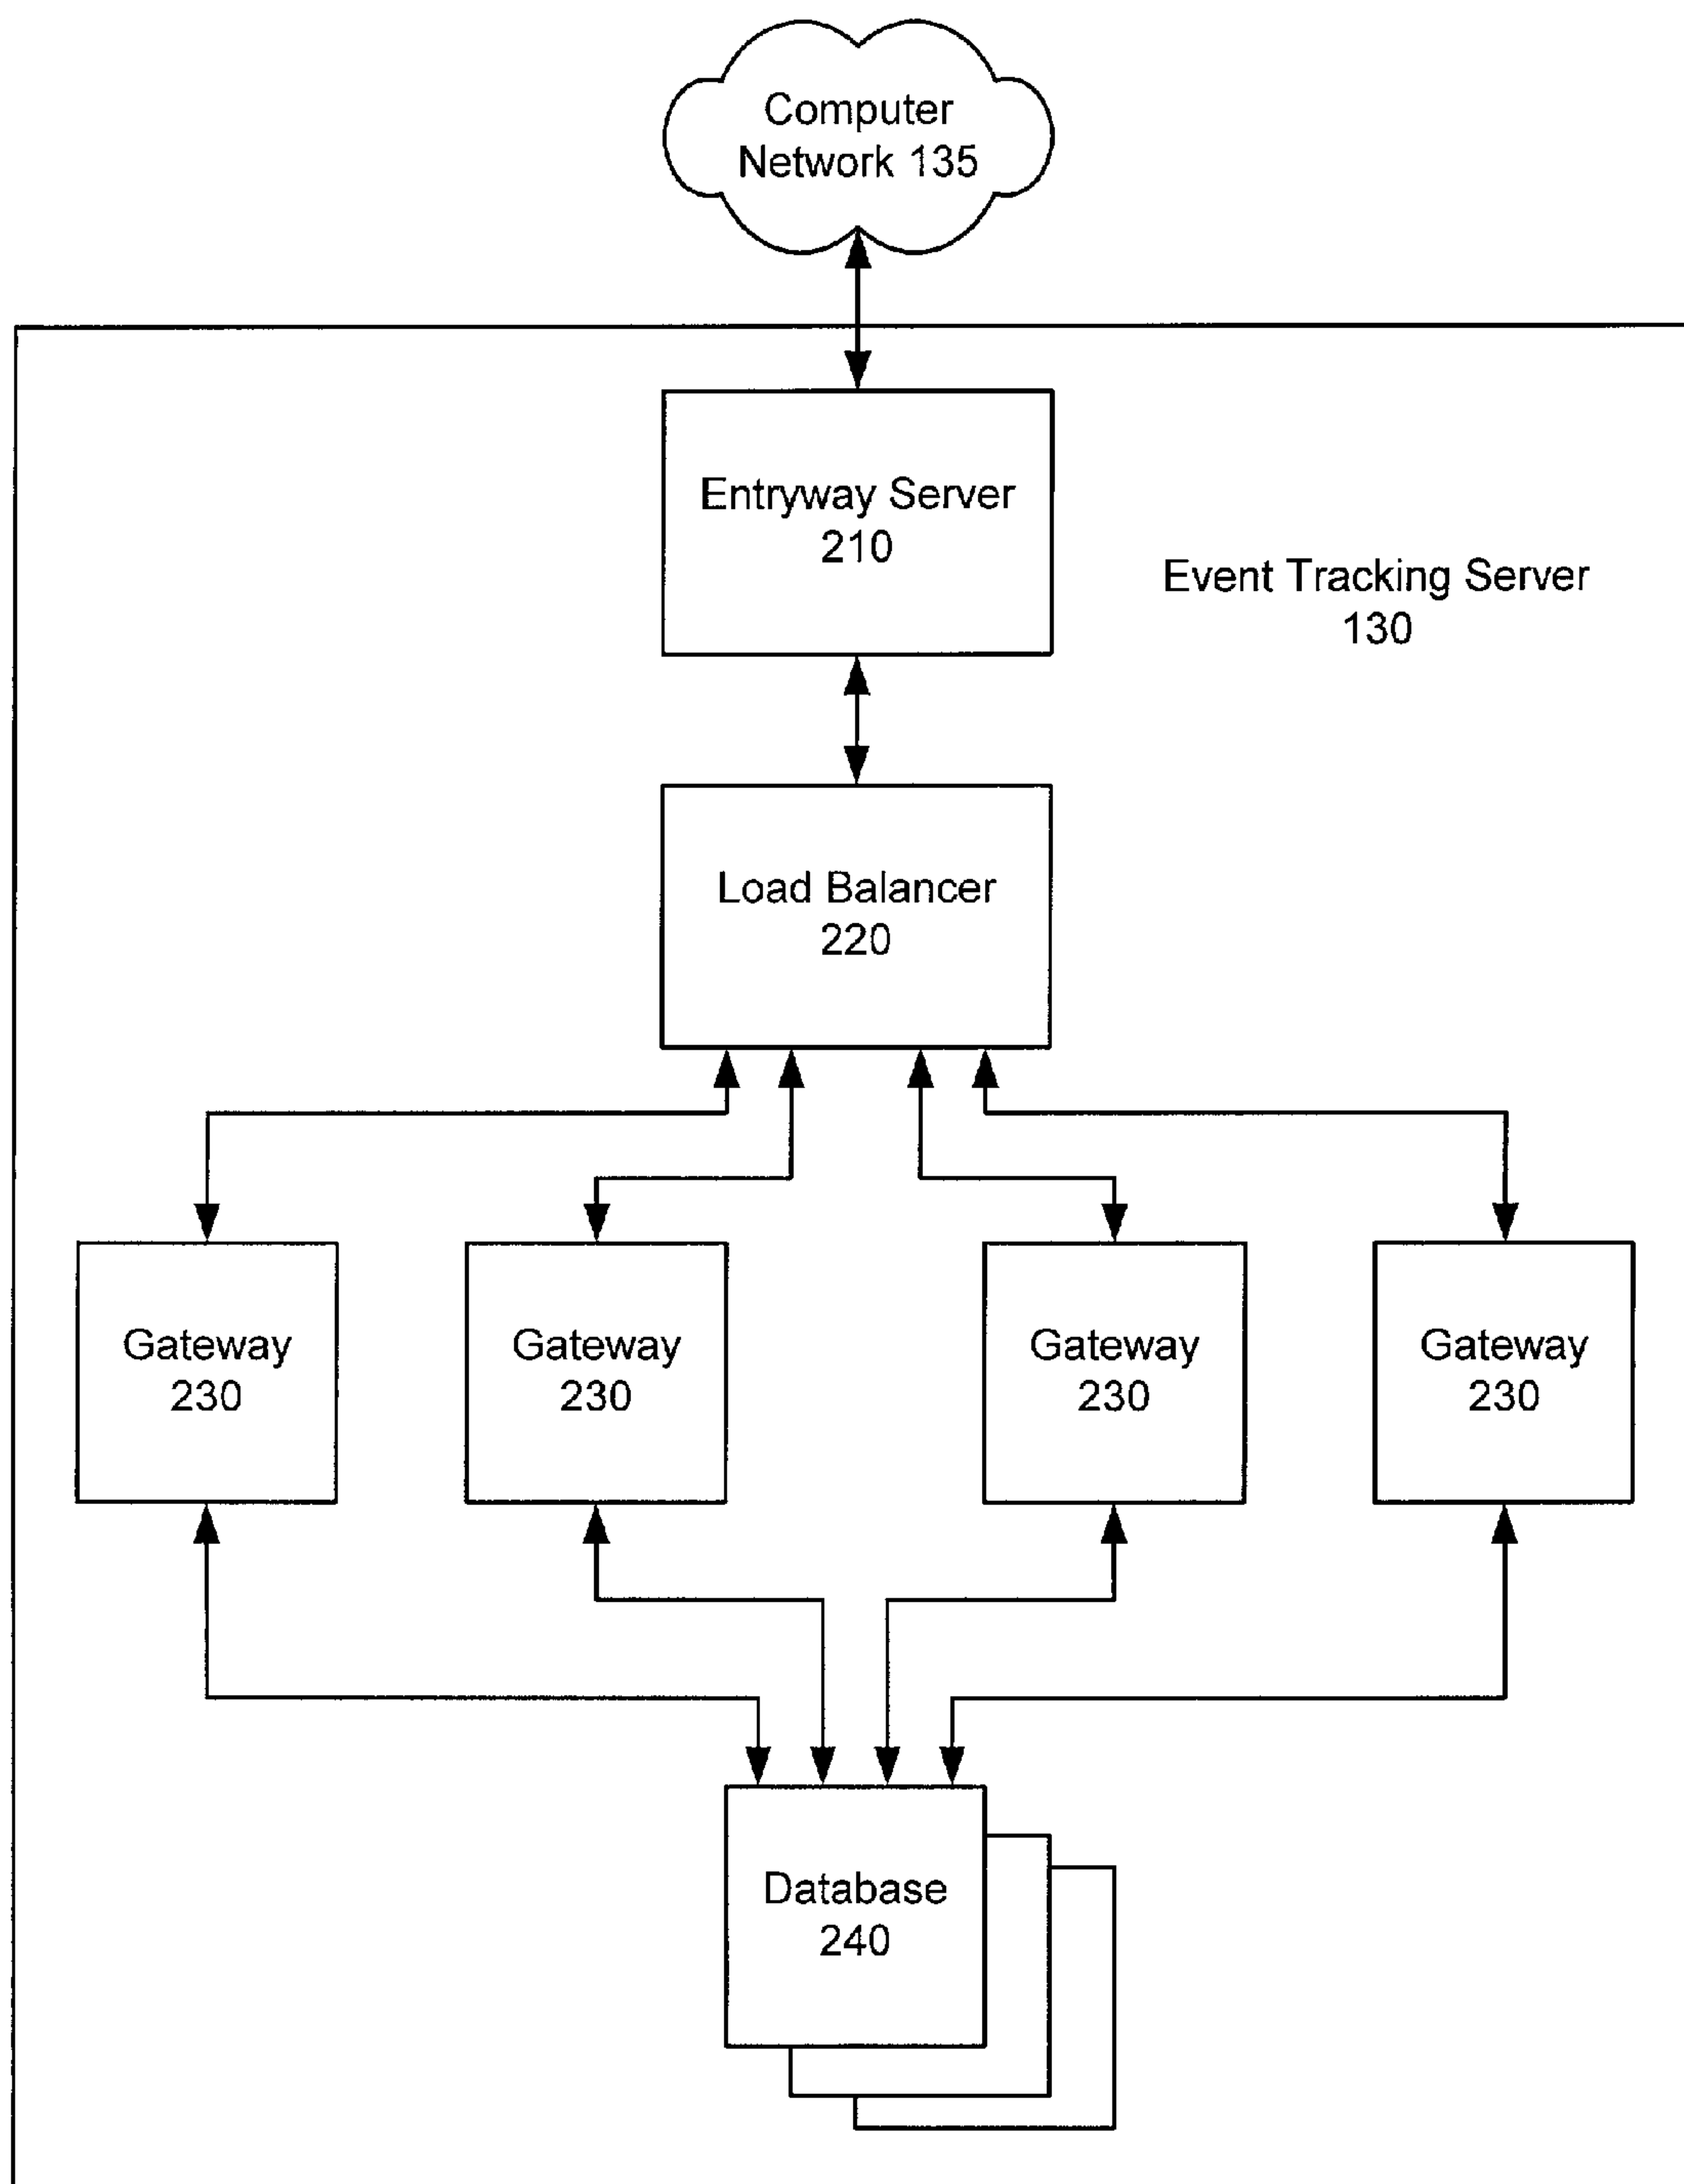 Computer
Network 135
Entryway Server
210
Event Tracking Server
130
Load Balancer
220
Gateway
230
Gateway
230
Gateway
230
Gateway
230
Database
240